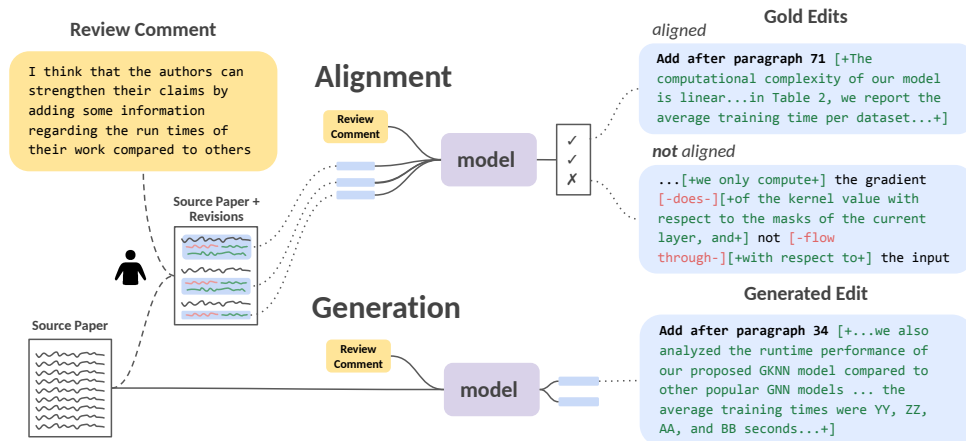 Review Comment
I think that the authors can
strengthen their claims by
adding some information
regarding the run times of
their work compared to others
Source Paper +
Revisions
Source Paper
Alignment
Review
Comment
model
✓
✓
✗
Gold Edits
aligned
Add after paragraph 71 [+The
computational complexity of our model
is linear...in Table 2, we report the
average training time per dataset...+]
not aligned
...[+we only compute+] the gradient
[-does-][+of the kernel value with
respect to the masks of the current
layer, and+] not [-flow
through-][+with respect to+] the input
Generation
Review
Comment
model
Generated Edit
Add after paragraph 34 [+...we also
analyzed the runtime performance of
our proposed GKNN model compared to
other popular GNN models ... the
average training times were YY, ZZ,
AA, and BB seconds...+]